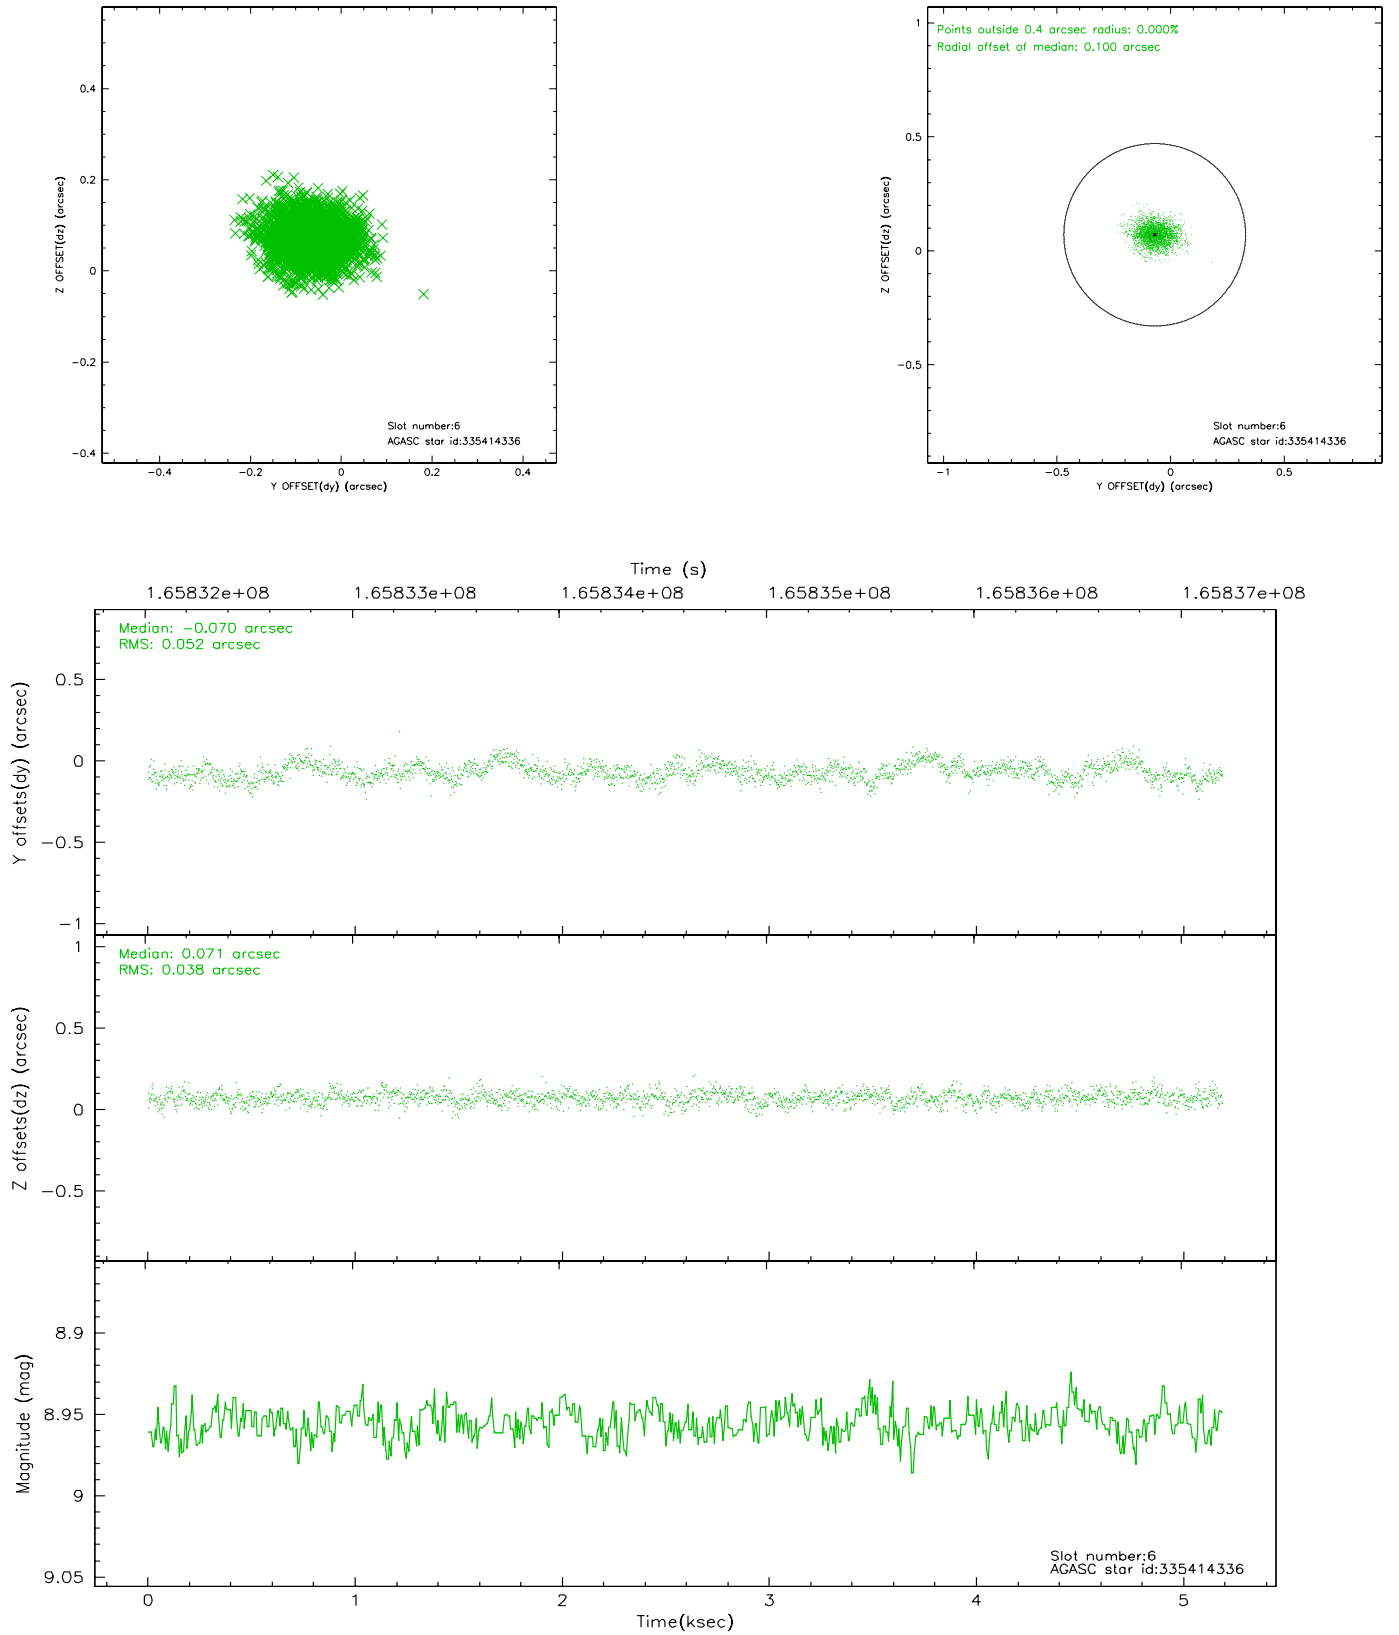 0.4
0.2
0
−0.2
−0.4
Z OFFSET(dz) (arcsec)
Slot number:6
AGASC star id:335414336
−0.4 −0.2 0 0.2 0.4
Y OFFSET(dy) (arcsec)
Points outside 0.4 arcsec radius: 0.000%
Radial offset of median: 0.100 arcsec
1
0.5
0
−0.5
Z OFFSET(dz) (arcsec)
Slot number:6
AGASC star id:335414336
−1 −0.5 0 0.5
Y OFFSET(dy) (arcsec)
Time (s)
1.65832e+08 1.65833e+08 1.65834e+08 1.65835e+08 1.65836e+08 1.65837e+08
Median: −0.070 arcsec
RMS: 0.052 arcsec
0.5
0
−0.5
−1
Y offsets(dy) (arcsec)
Median: 0.071 arcsec
RMS: 0.038 arcsec
1
0.5
0
−0.5
Z offsets(dz) (arcsec)
8.9
8.95
9
9.05
Magnitude (mag)
Slot number:6
AGASC star id:335414336
0 1 2 3 4 5
Time(ksec)